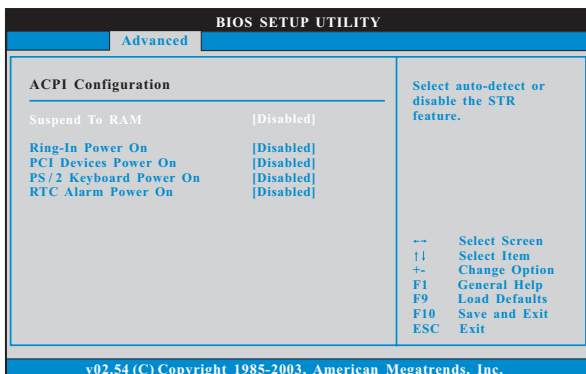 BIOS SETUP UTILITY
Advanced
ACPI Configuration
Suspend To RAM [Disabled]
Ring-In Power On [Disabled]
PCI Devices Power On [Disabled]
PS/2 Keyboard Power On [Disabled]
RTC Alarm Power On [Disabled]
Select auto-detect or
disable the STR
feature.
←→ Select Screen
↑↓ Select Item
+- Change Option
F1 General Help
F9 Load Defaults
F10 Save and Exit
ESC Exit
v02.54 (C) Copyright 1985-2003, American Megatrends, Inc.